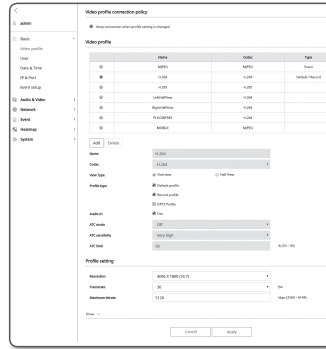 Video profile connection policy
admin
Keep connection when profile setting is changed
Basic
Video profile
Video profile
User
Date & Time
IP & Port
Event setup
Audio & Video
Network
Event
Heatmap
System
Name Codec Type
MJPEG MJPEG Event
H.264 H.264 Default / Record
H.265 H.265
H.264
H.264
PLUGINFREE H.264
MOBILE MJPEG
Add Delete
Name H.264
Codec H.264
View Type Overview Half View
Profile type Default profile
Record profile
DPTZ Profile
Audio-In Use
ATC mode Off
ATC sensitivity Very high
ATC limit 50 % (10 ~ 50)
Profile setting
Resolution
Framerate 30 fps
Maximum bitrate 5120
Show
Cancel Apply